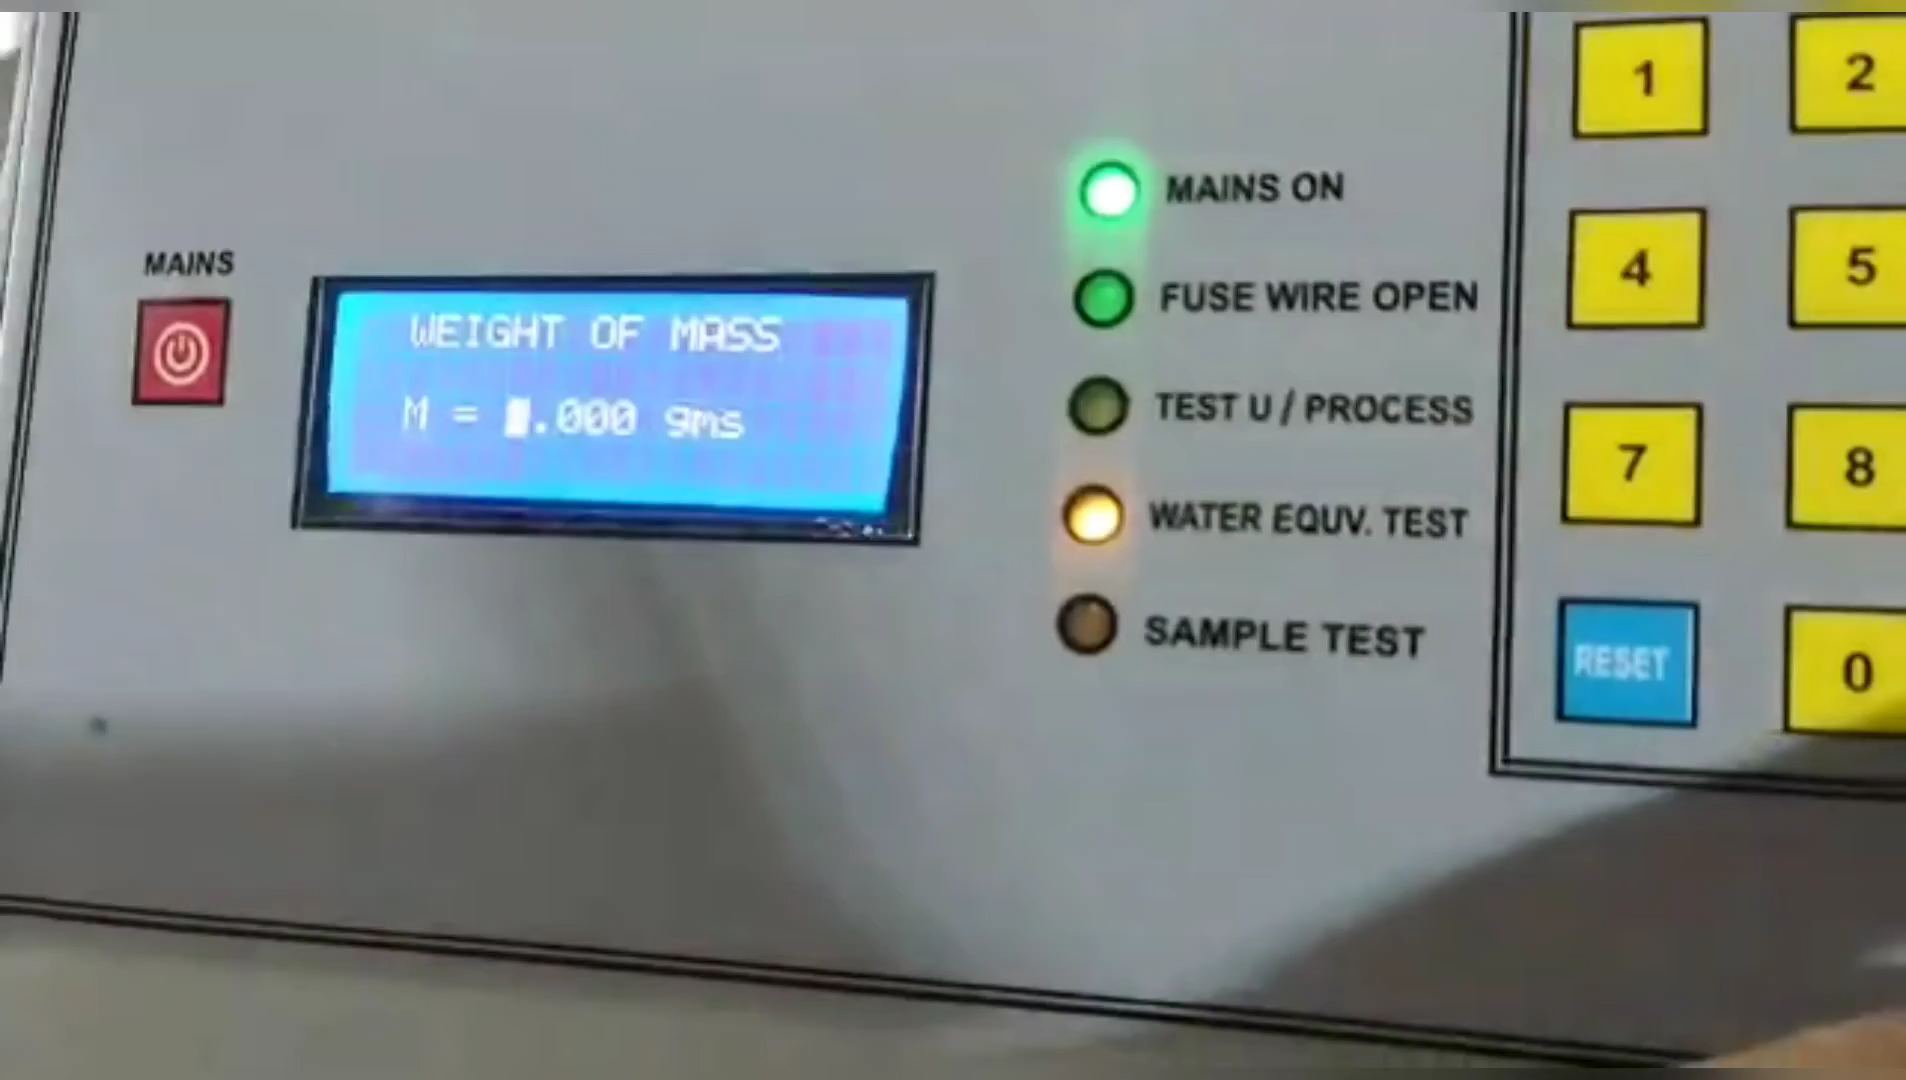 MAINS
WEIGHT OF MASS
M = .000 gms
MAINS ON
FUSE WIRE OPEN
TEST U / PROCESS
WATER EQUV. TEST
SAMPLE TEST
1
2
4
5
7
8
RESET
0